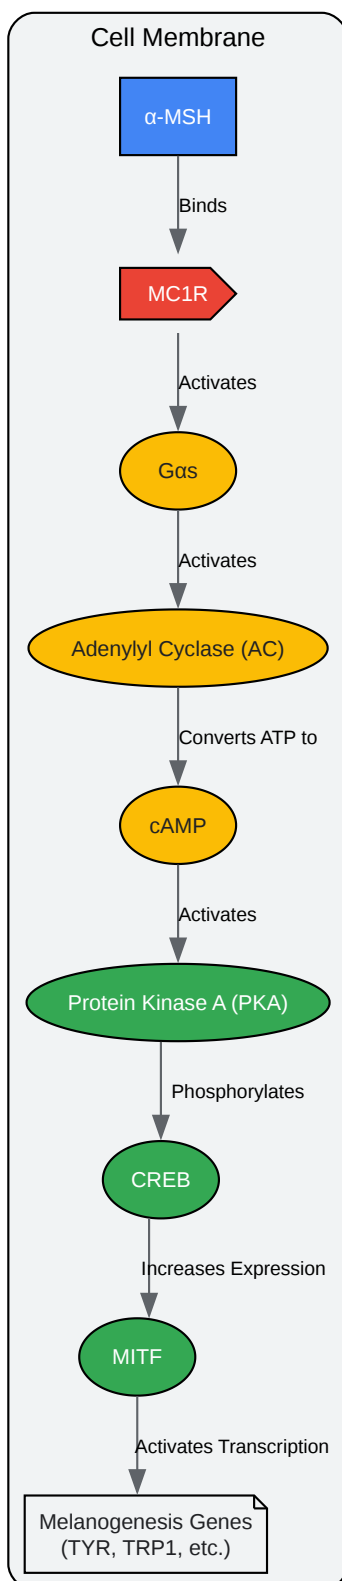 Cell Membrane
α-MSH
Binds
MC1R
Activates
Gαs
Activates
Adenylyl Cyclase (AC)
Converts ATP to
cAMP
Activates
Protein Kinase A (PKA)
Phosphorylates
CREB
Increases Expression
MITF
Activates Transcription
Melanogenesis Genes
(TYR, TRP1, etc.)